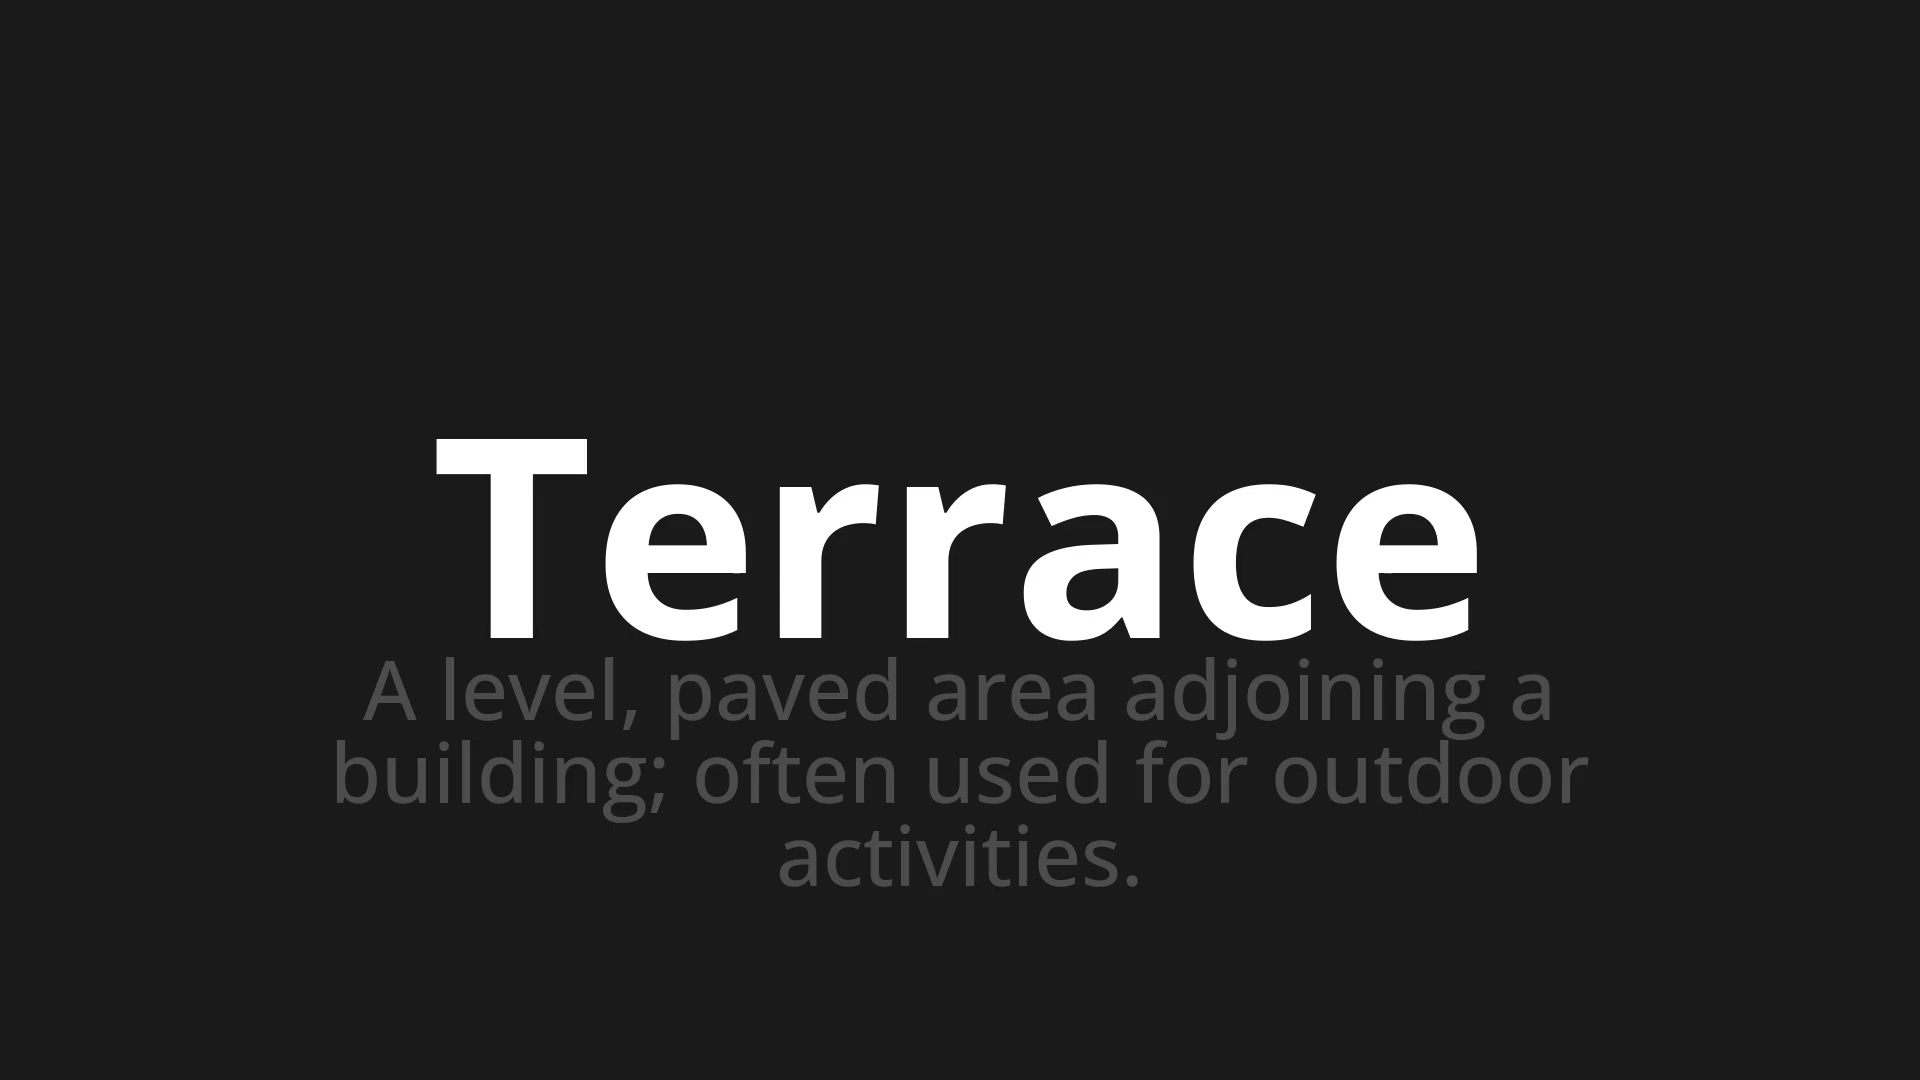 Terrace
A level, paved area adjoining a
building; often used for outdoor
activities.